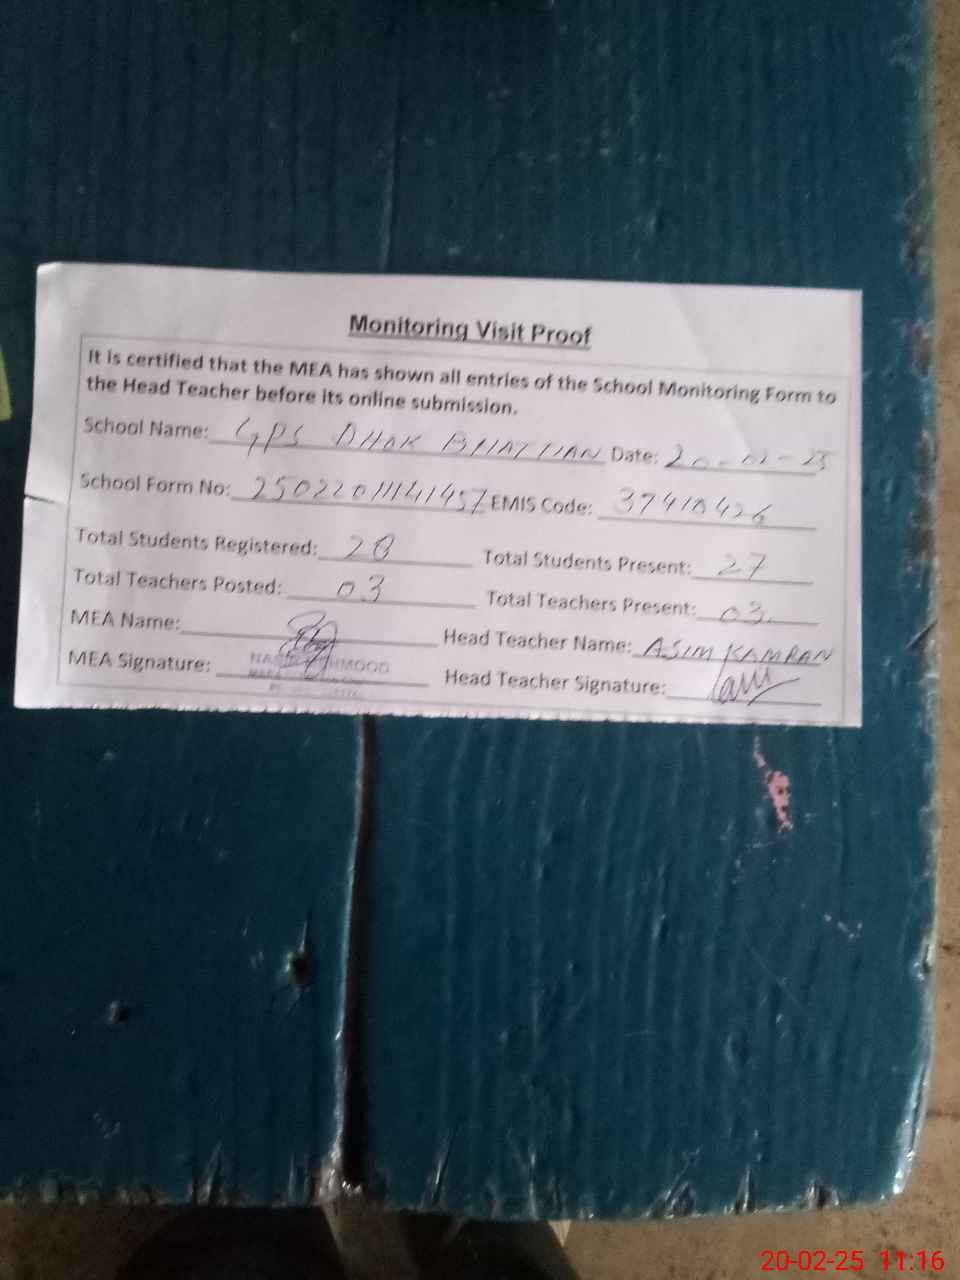 Monitoring Visit Proof
It is certified that the MEA has shown all entries of the School Monitoring Form to
the Head Teacher before its online submission.
School Name: GPS DHOK BHATTIAN Date: 20-02-25
School Form No: 25022011141457 EMIS Code: 37410426
Total Students Registered: 28 Total Students Present: 27
Total Teachers Posted: 03 Total Teachers Present: 03.
MEA Name: Head Teacher Name: ASIM KAMRAN
MEA Signature: Head Teacher Signature:
20-02-25 11:16